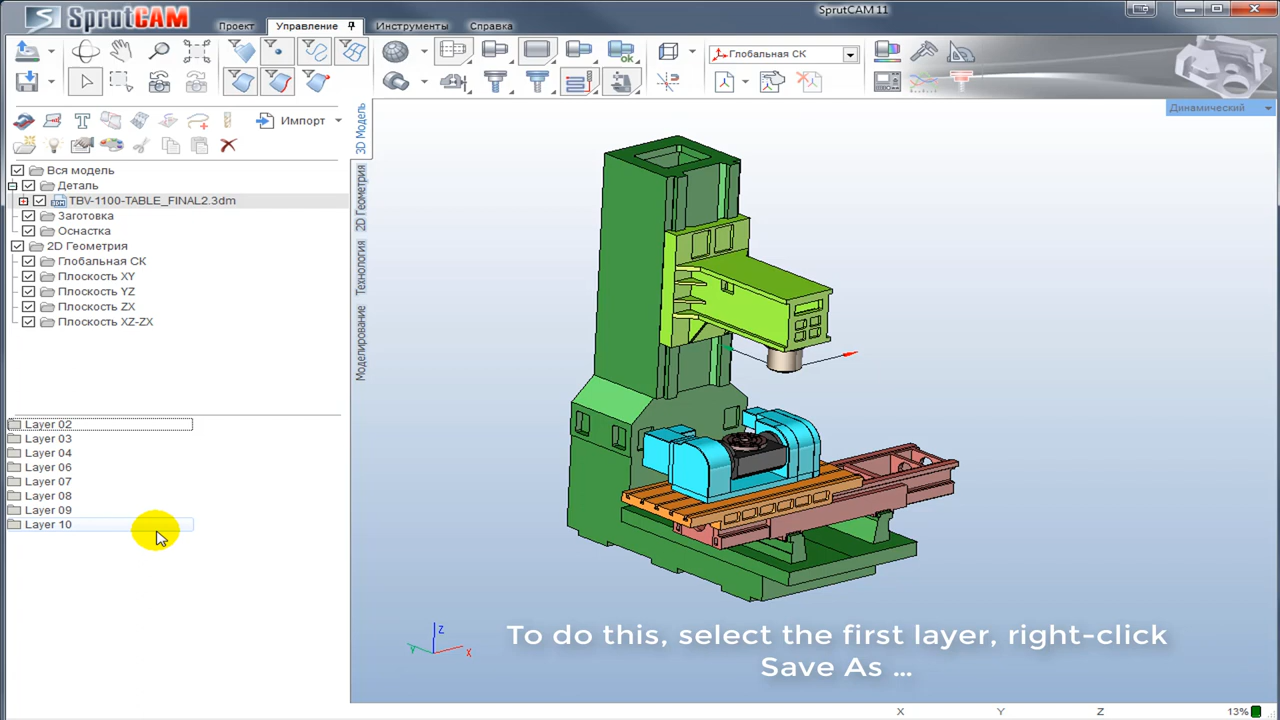 SprutCAM
SprutCAM 11
Проект
Управление
Инструменты
Справка
Глобальная СК
Импорт
Динамический
3D Модель
2D Геометрия
Технология
Моделирование
Вся модель
Деталь
TBV-1100-TABLE_FINAL2.3dm
Заготовка
Оснастка
2D Геометрия
Глобальная СК
Плоскость XY
Плоскость YZ
Плоскость ZX
Плоскость XZ-ZX
Layer 02
Layer 03
Layer 04
Layer 06
Layer 07
Layer 08
Layer 09
Layer 10
Z
Y
X
To do this, select the first layer, right-click
Save As ...
X
Y
Z
13%